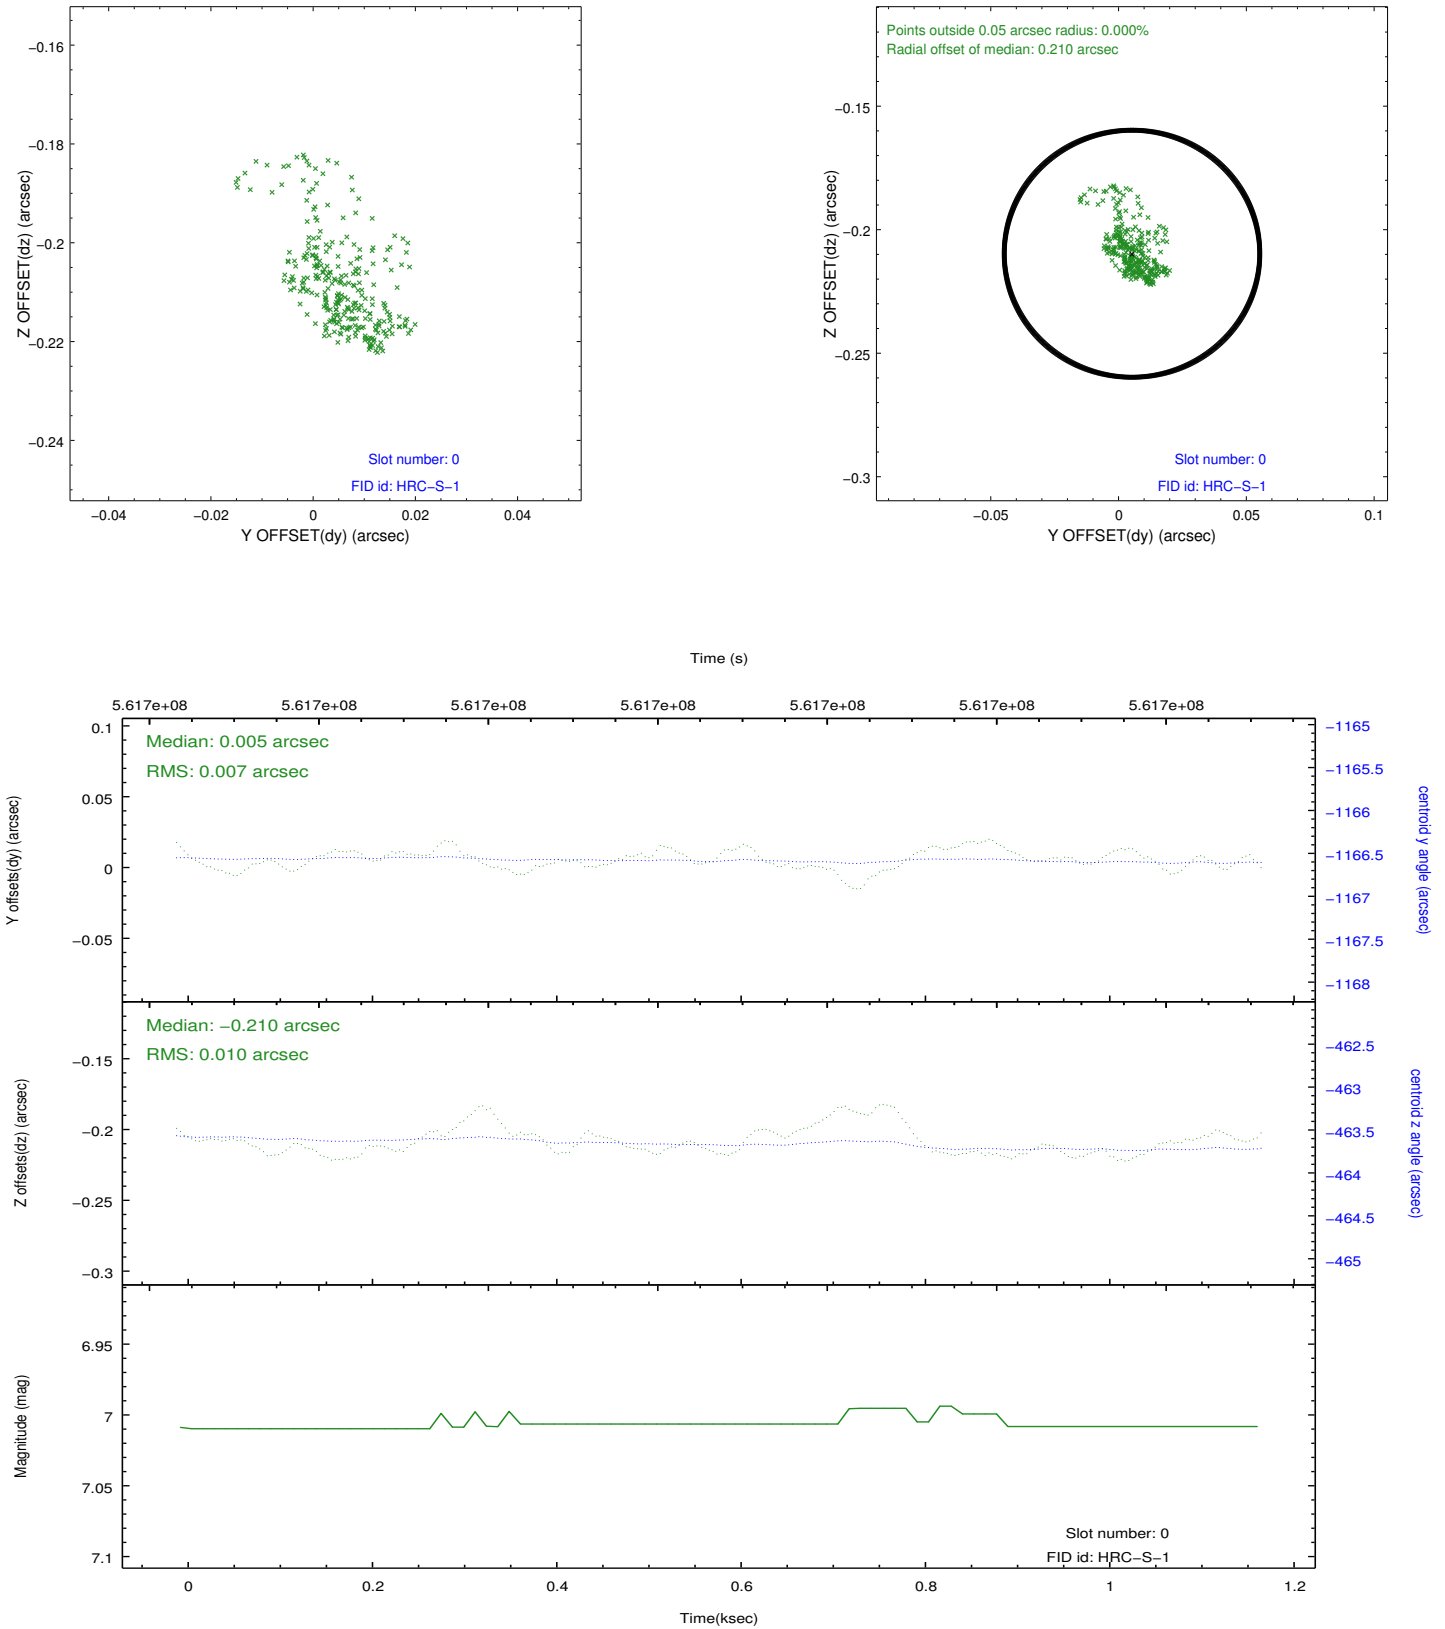 −0.16
−0.18
−0.2
−0.22
−0.24
Z OFFSET(dz) (arcsec)
Slot number: 0
FID id: HRC−S−1
−0.04
−0.02
0
0.02
0.04
Y OFFSET(dy) (arcsec)
Points outside 0.05 arcsec radius: 0.000%
Radial offset of median: 0.210 arcsec
−0.15
−0.2
−0.25
−0.3
Z OFFSET(dz) (arcsec)
Slot number: 0
FID id: HRC−S−1
−0.05
0
0.05
0.1
Y OFFSET(dy) (arcsec)
Time (s)
5.617e+08
5.617e+08
5.617e+08
5.617e+08
5.617e+08
5.617e+08
5.617e+08
Median: 0.005 arcsec
RMS: 0.007 arcsec
0.1
0.05
0
−0.05
Y offsets(dy) (arcsec)
−1165
−1165.5
−1166
−1166.5
−1167
−1167.5
−1168
centroid y angle (arcsec)
Median: −0.210 arcsec
RMS: 0.010 arcsec
−0.15
−0.2
−0.25
−0.3
Z offsets(dz) (arcsec)
−462.5
−463
−463.5
−464
−464.5
−465
centroid z angle (arcsec)
6.95
7
7.05
7.1
Magnitude (mag)
Slot number: 0
FID id: HRC−S−1
0
0.2
0.4
0.6
0.8
1
1.2
Time(ksec)